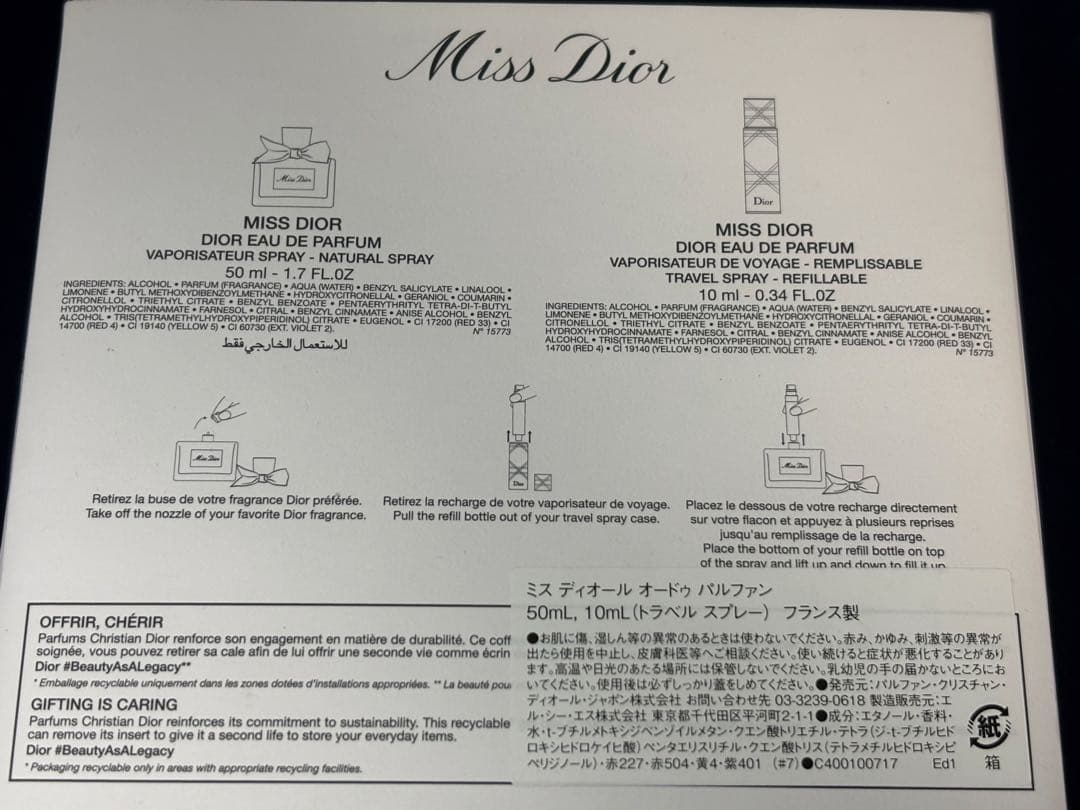 Miss Dior
Miss Dior
MISS DIOR
DIOR EAU DE PARFUM
VAPORISATEUR SPRAY - NATURAL SPRAY
50 ml - 1.7 FL.OZ
INGREDIENTS: ALCOHOL • PARFUM (FRAGRANCE) • AQUA (WATER) • BENZYL SALICYLATE • LINALOOL •
LIMONENE • BUTYL METHOXYDIBENZOYLMETHANE • HYDROXYCITRONELLAL • GERANIOL • COUMARIN •
CITRONELLOL • TRIETHYL CITRATE • BENZYL BENZOATE • PENTAERYTHRITYL TETRA-DI-T-BUTYL
HYDROXYHYDROCINNAMATE • FARNESOL • CITRAL • BENZYL CINNAMATE • ANISE ALCOHOL • BENZYL
ALCOHOL • TRIS(TETRAMETHYLHYDROXYPIPERIDINOL) CITRATE • EUGENOL • CI 17200 (RED 33) • CI
14700 (RED 4) • CI 19140 (YELLOW 5) • CI 60730 (EXT. VIOLET 2). N° 15773
للاستعمال الخارجي فقط
Dior
MISS DIOR
DIOR EAU DE PARFUM
VAPORISATEUR DE VOYAGE - REMPLISSABLE
TRAVEL SPRAY - REFILLABLE
10 ml - 0.34 FL.OZ
INGREDIENTS: ALCOHOL • PARFUM (FRAGRANCE) • AQUA (WATER) • BENZYL SALICYLATE • LINALOOL •
LIMONENE • BUTYL METHOXYDIBENZOYLMETHANE • HYDROXYCITRONELLAL • GERANIOL • COUMARIN •
CITRONELLOL • TRIETHYL CITRATE • BENZYL BENZOATE • PENTAERYTHRITYL TETRA-DI-T-BUTYL
HYDROXYHYDROCINNAMATE • FARNESOL • CITRAL • BENZYL CINNAMATE • ANISE ALCOHOL • BENZYL
ALCOHOL • TRIS(TETRAMETHYLHYDROXYPIPERIDINOL) CITRATE • EUGENOL • CI 17200 (RED 33) • CI
14700 (RED 4) • CI 19140 (YELLOW 5) • CI 60730 (EXT. VIOLET 2). N° 15773
Miss Dior
Retirez la buse de votre fragrance Dior préférée.
Take off the nozzle of your favorite Dior fragrance.
Dior
Retirez la recharge de votre vaporisateur de voyage.
Pull the refill bottle out of your travel spray case.
Miss Dior
Placez le dessous de votre recharge directement
sur votre flacon et appuyez à plusieurs reprises
jusqu'au remplissage de la recharge.
Place the bottom of your refill bottle on top
of the spray and lift up and down to fill it up
OFFRIR, CHÉRIR
Parfums Christian Dior renforce son engagement en matière de durabilité. Ce coff
soignée, vous pouvez retirer sa cale afin de lui offrir une seconde vie comme écrin
Dior #BeautyAsALegacy**
* Emballage recyclable uniquement dans les zones dotées d'installations appropriées. ** La beauté pou
GIFTING IS CARING
Parfums Christian Dior reinforces its commitment to sustainability. This recyclable
can remove its insert to give it a second life to store your everyday items.
Dior #BeautyAsALegacy
* Packaging recyclable only in areas with appropriate recycling facilities.
ミス ディオール オードゥ パルファン
50mL, 10mL(トラベル スプレー) フランス製
●お肌に傷、湿しん等の異常のあるときは使わないでください。赤み、かゆみ、刺激等の異常が
出たら使用を中止し、皮膚科医等へご相談ください。使い続けると症状が悪化することがあり
ます。高温や日光のあたる場所には保管しないでください。乳幼児の手の届かないところにお
いてください。使用後は必ずしっかり蓋をしめてください。●発売元:パルファン・クリスチャン・
ディオール・ジャポン株式会社 お問い合わせ先 03-3239-0618 製造販売元:エ
ル・シー・エス株式会社 東京都千代田区平河町2-1-1●成分:エタノール・香料・
水・t-ブチルメトキシジベンゾイルメタン・クエン酸トリエチル・テトラ(ジ-t-ブチルヒド
ロキシヒドロケイヒ酸)ペンタエリスリチル・クエン酸トリス(テトラメチルヒドロキシピ
ペリジノール)・赤227・赤504・黄4・紫401 (#7)●C400100717 Ed1
紙
箱